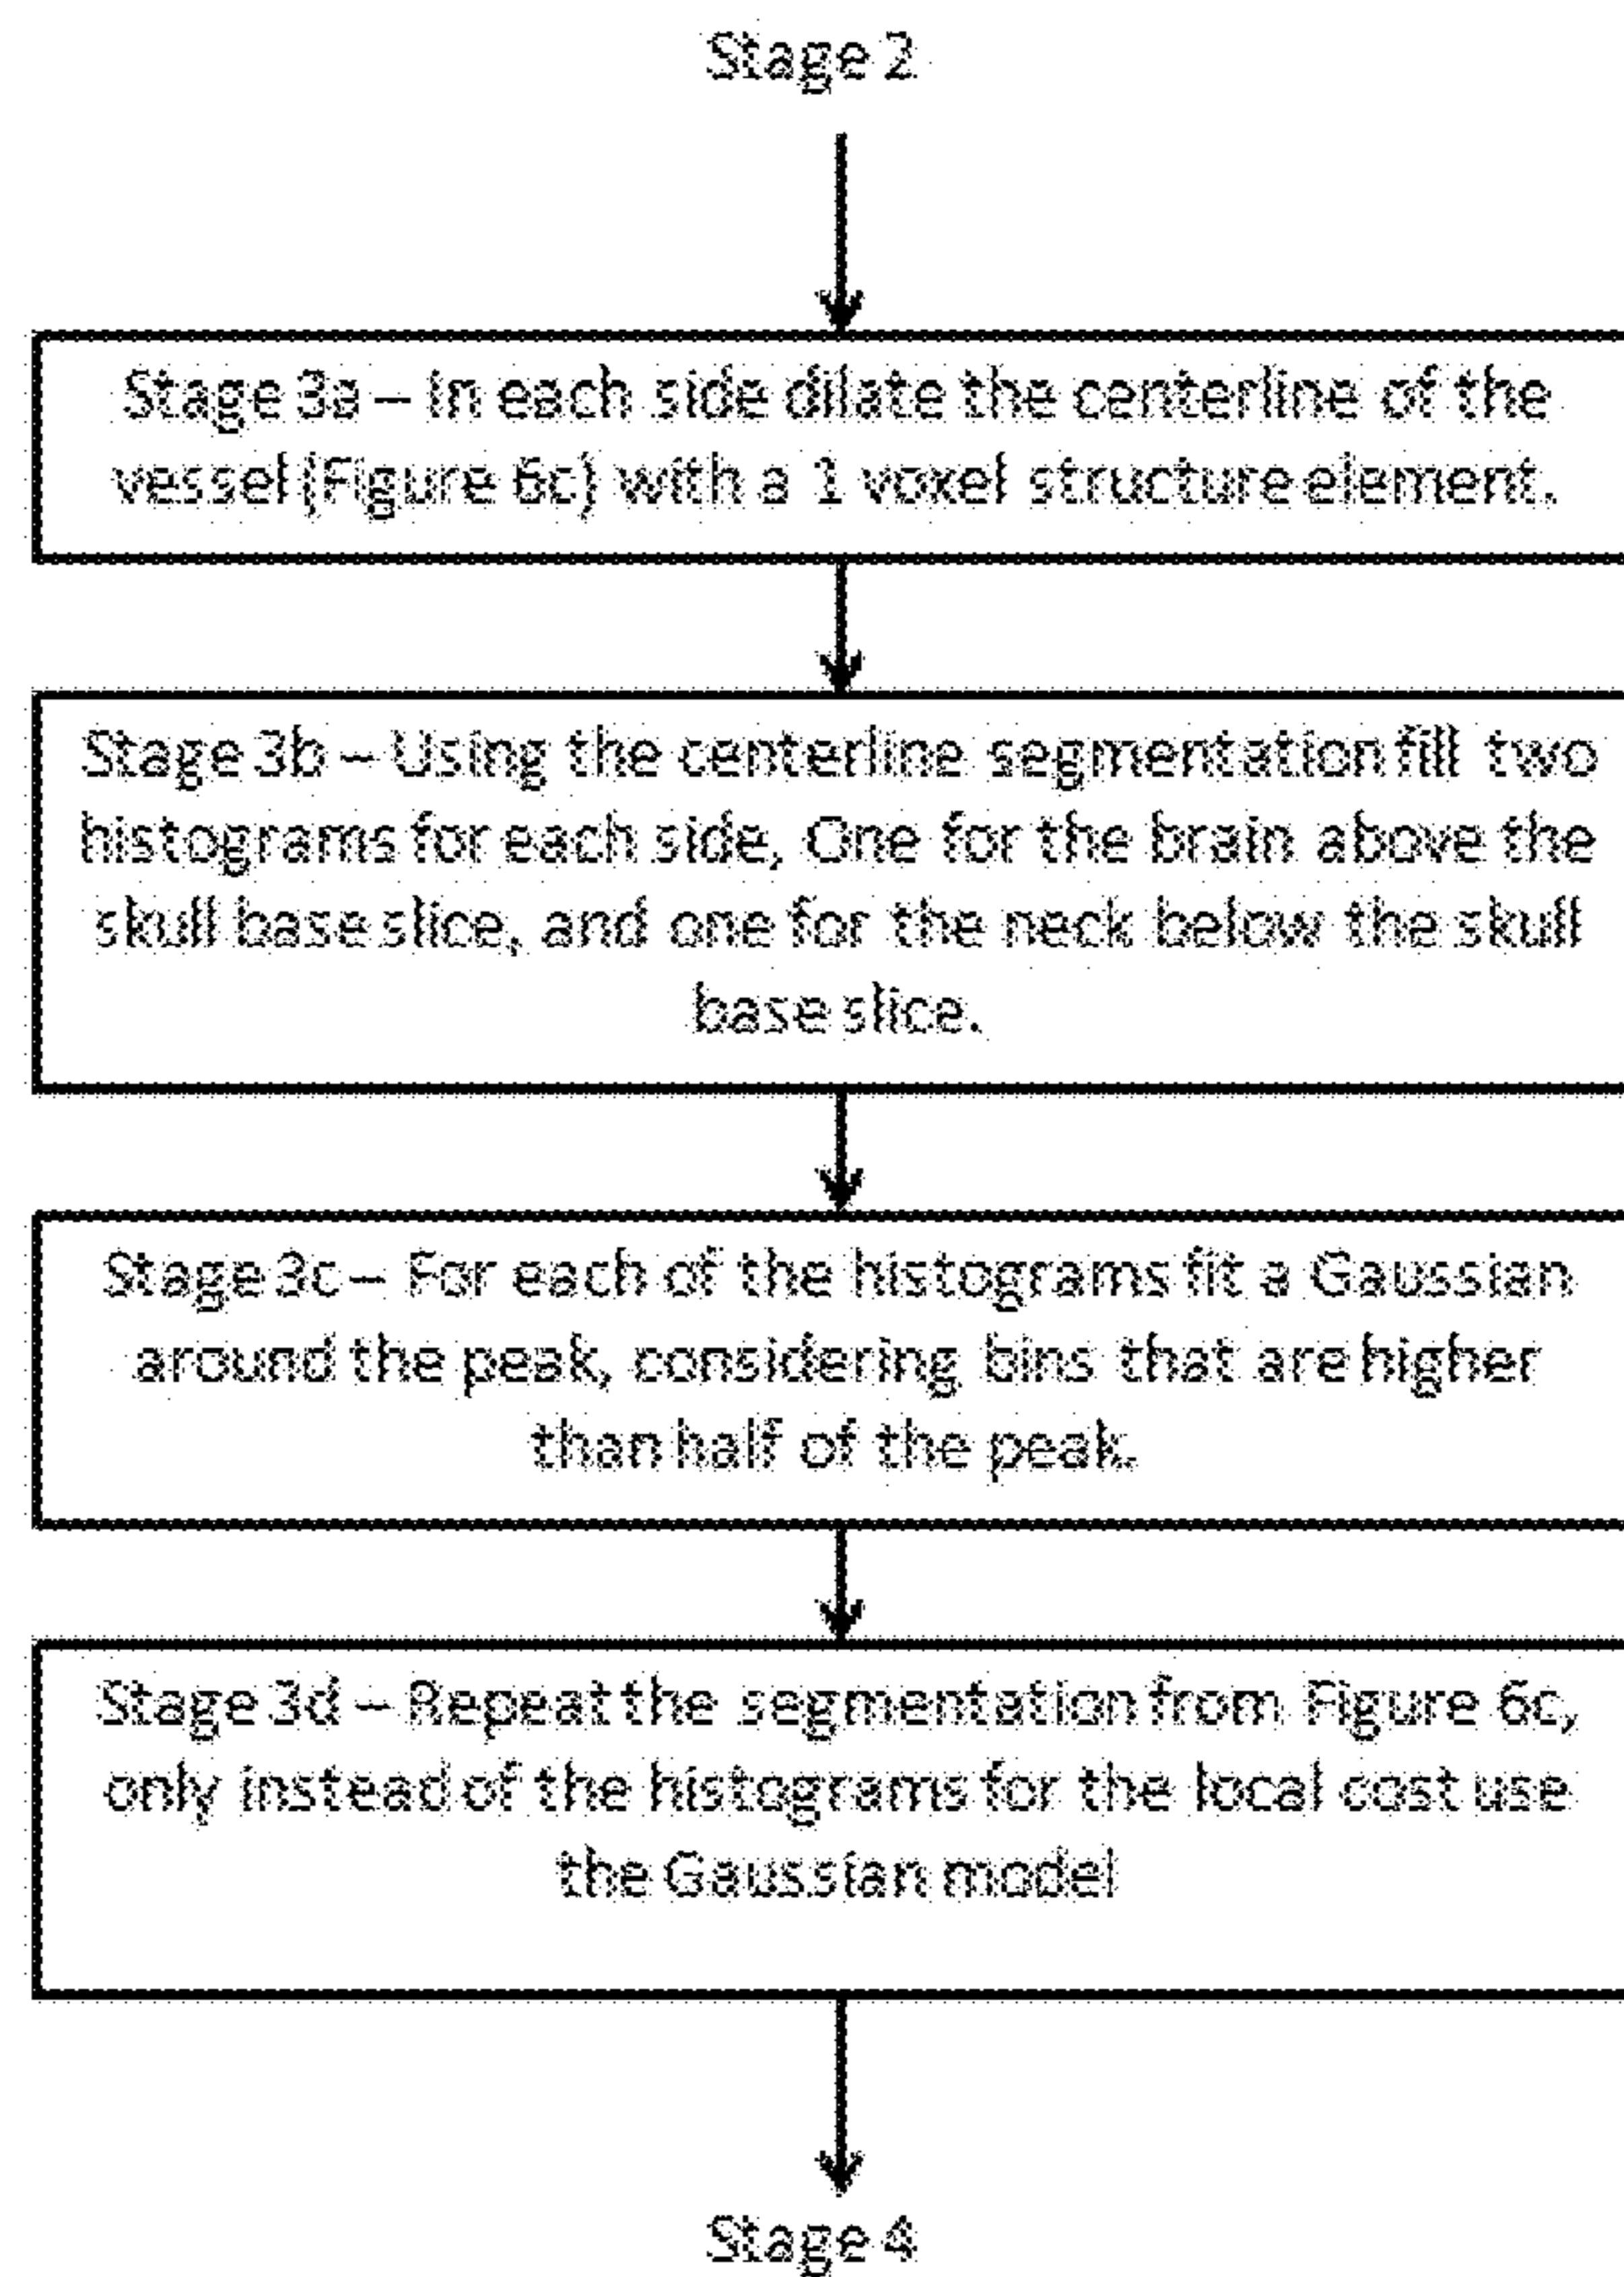 Stage 2
Stage 3a – In each side dilate the centerline of the
vessel (Figure 6c) with a 1 voxel structure element.
Stage 3b – Using the centerline segmentation fill two
histograms for each side, One for the brain above the
skull base slice, and one for the neck below the skull
base slice.
Stage 3c – For each of the histograms fit a Gaussian
around the peak, considering bins that are higher
than half of the peak.
Stage 3d – Repeat the segmentation from Figure 6c,
only instead of the histograms for the local cost use
the Gaussian model
Stage 4